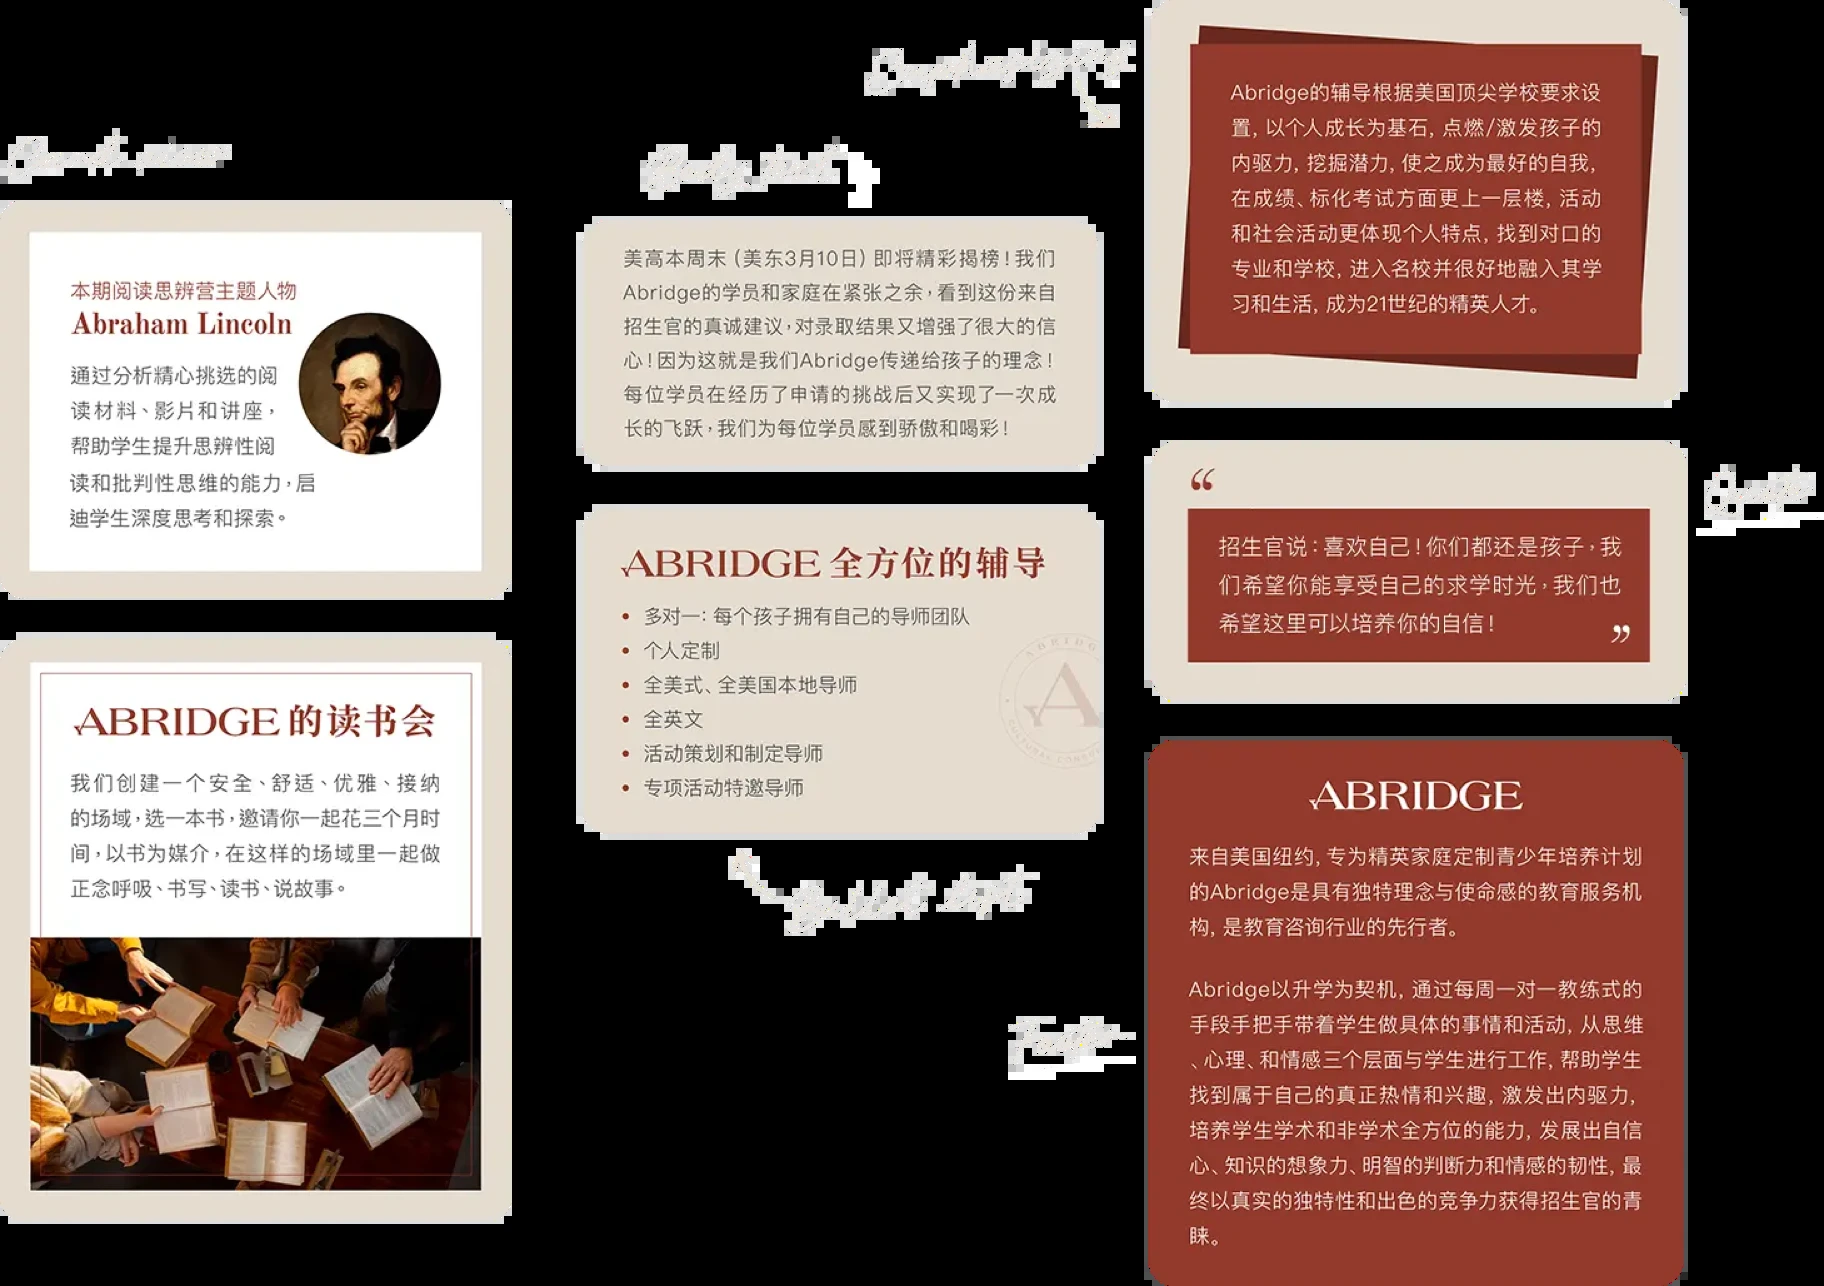 本期阅读思辨营主题人物
Abraham Lincoln
通过分析精心挑选的阅
读材料、影片和讲座，
帮助学生提升思辨性阅
读和批判性思维的能力，启
迪学生深度思考和探索。
ABRIDGE 的读书会
我们创建一个安全、舒适、优雅、接纳
的场域，选一本书，邀请你一起花三个月时
间，以书为媒介，在这样的场域里一起做
正念呼吸、书写、读书、说故事。
美高本周末（美东3月10日）即将精彩揭榜！我们
Abridge的学员和家庭在紧张之余，看到这份来自
招生官的真诚建议，对录取结果又增强了很大的信
心！因为这就是我们Abridge传递给孩子的理念！
每位学员在经历了申请的挑战后又实现了一次成
长的飞跃，我们为每位学员感到骄傲和喝彩！
ABRIDGE 全方位的辅导
• 多对一：每个孩子拥有自己的导师团队
• 个人定制
• 全美式、全美国本地导师
• 全英文
• 活动策划和制定导师
• 专项活动特邀导师
Abridge的辅导根据美国顶尖学校要求设
置, 以个人成长为基石, 点燃/激发孩子的
内驱力, 挖掘潜力, 使之成为最好的自我,
在成绩、标化考试方面更上一层楼, 活动
和社会活动更体现个人特点, 找到对口的
专业和学校, 进入名校并很好地融入其学
习和生活, 成为21世纪的精英人才。
“
招生官说：喜欢自己！你们都还是孩子，我
们希望你能享受自己的求学时光，我们也
希望这里可以培养你的自信！
”
ABRIDGE
来自美国纽约, 专为精英家庭定制青少年培养计划
的Abridge是具有独特理念与使命感的教育服务机
构, 是教育咨询行业的先行者。
Abridge以升学为契机, 通过每周一对一教练式的
手段手把手带着学生做具体的事情和活动, 从思维
、心理、和情感三个层面与学生进行工作, 帮助学生
找到属于自己的真正热情和兴趣, 激发出内驱力,
培养学生学术和非学术全方位的能力, 发展出自信
心、知识的想象力、明智的判断力和情感的韧性, 最
终以真实的独特性和出色的竞争力获得招生官的青
睐。